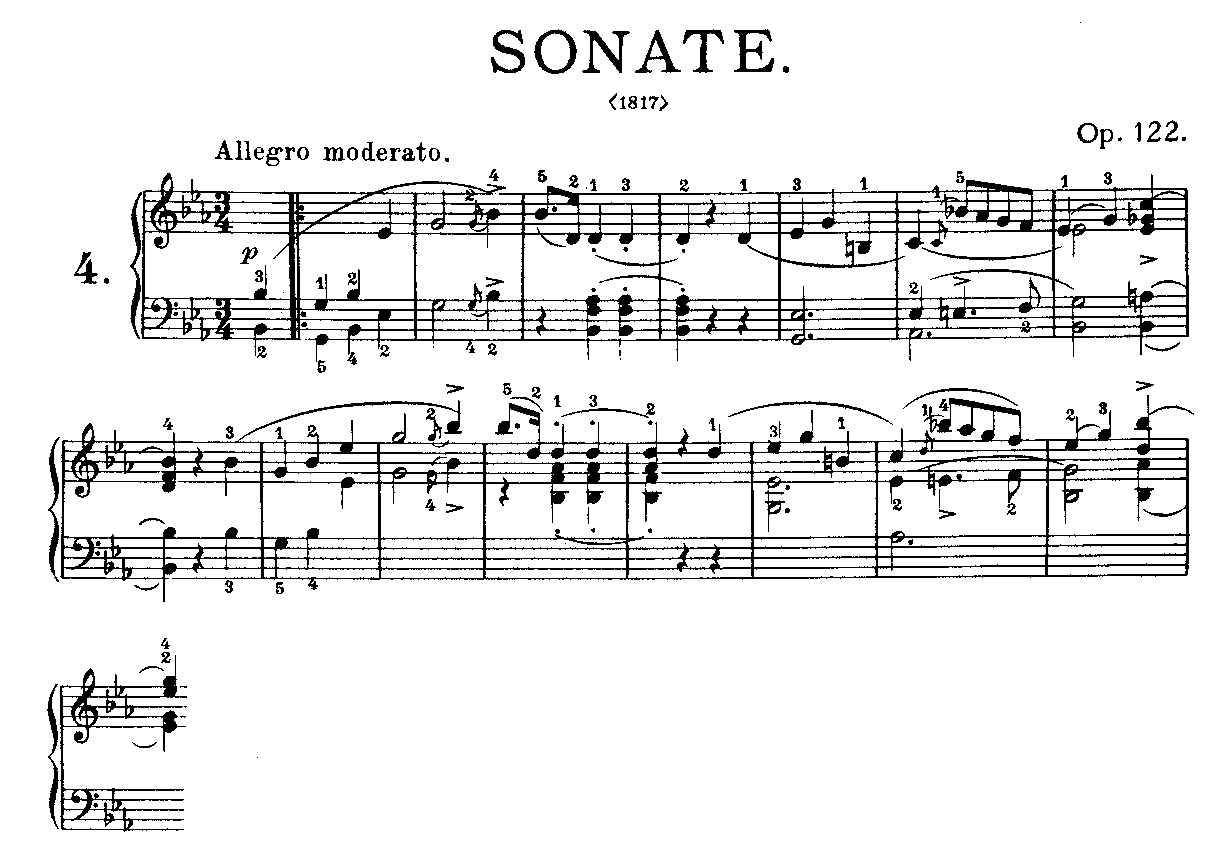 SONATE.
<1817>
Op. 122.
Allegro moderato.
4.
p